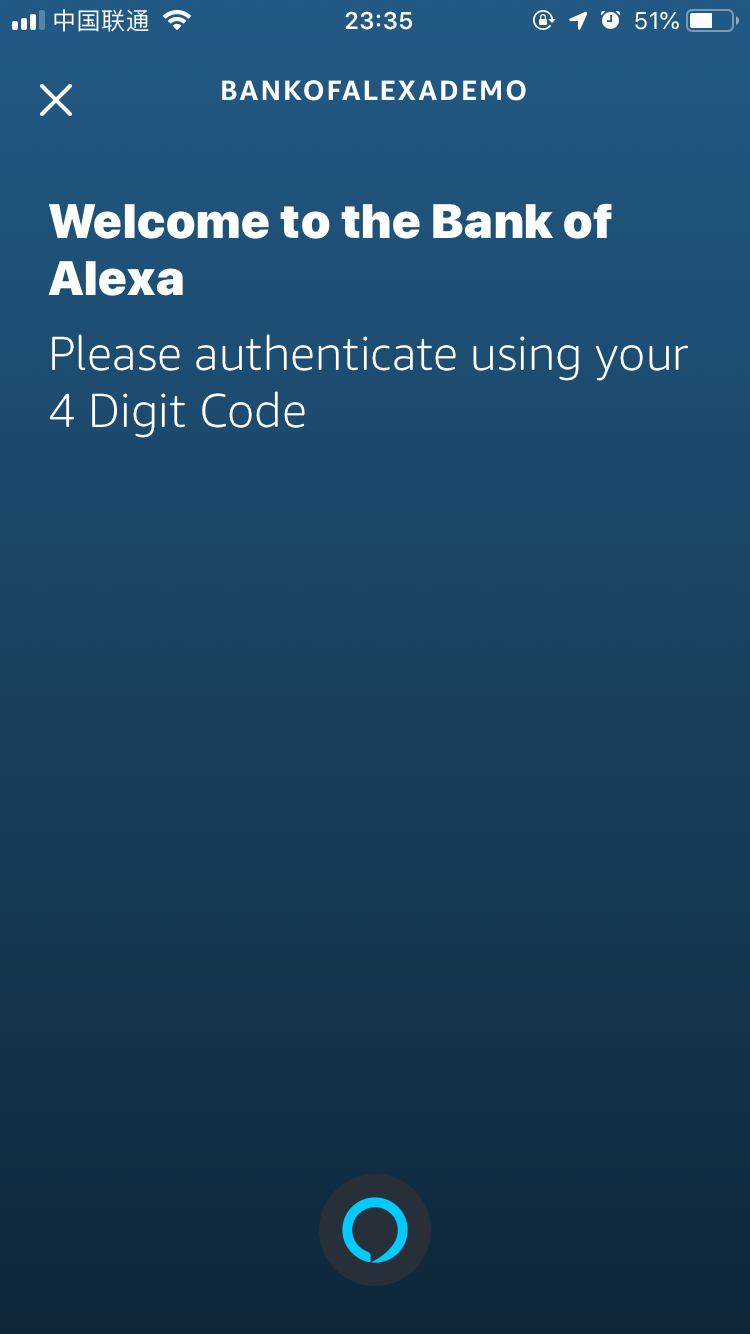 中国联通 23:35 51%
BANKOFALEXADEMO
Welcome to the Bank of
Alexa
Please authenticate using your
4 Digit Code